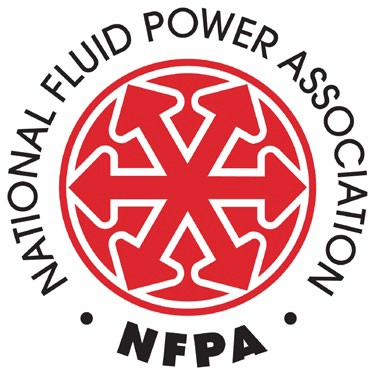 NATIONAL FLUID POWER ASSOCIATION
• NFPA •